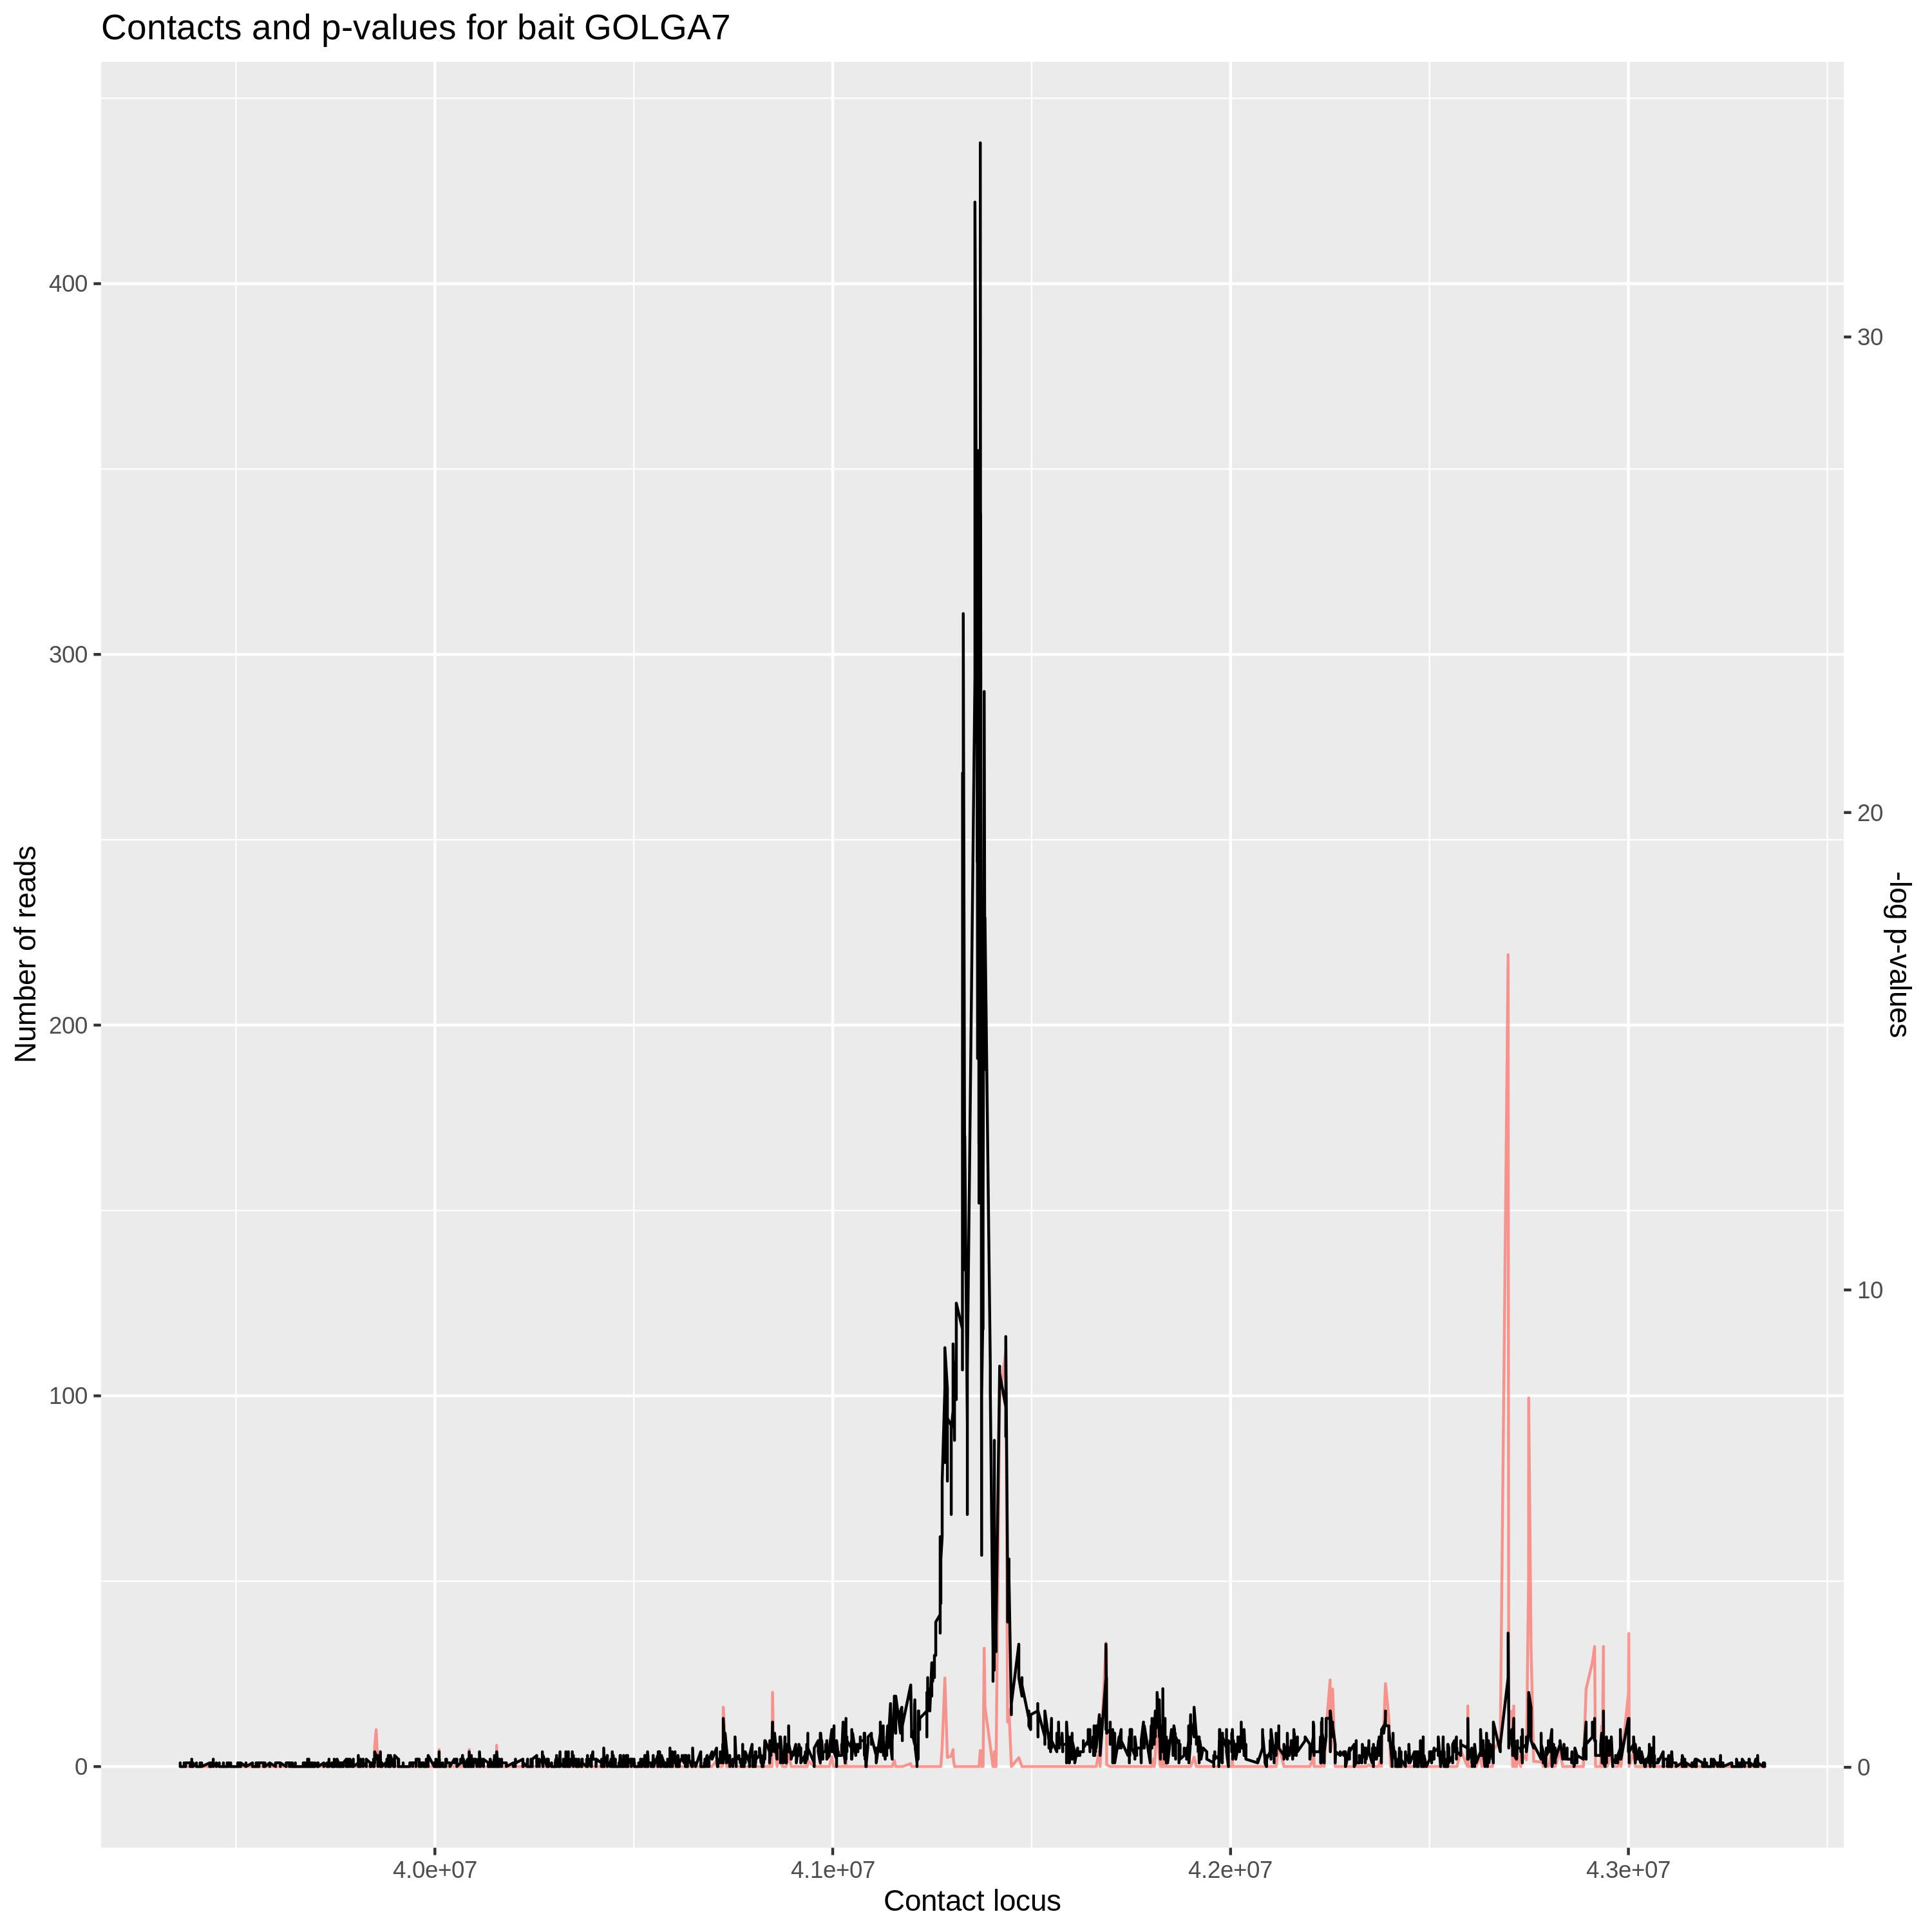 Contacts and p-values for bait GOLGA7
Number of reads
400
300
200
100
0
30
20
10
0
-log p-values
4.0e+07
4.1e+07
4.2e+07
4.3e+07
Contact locus